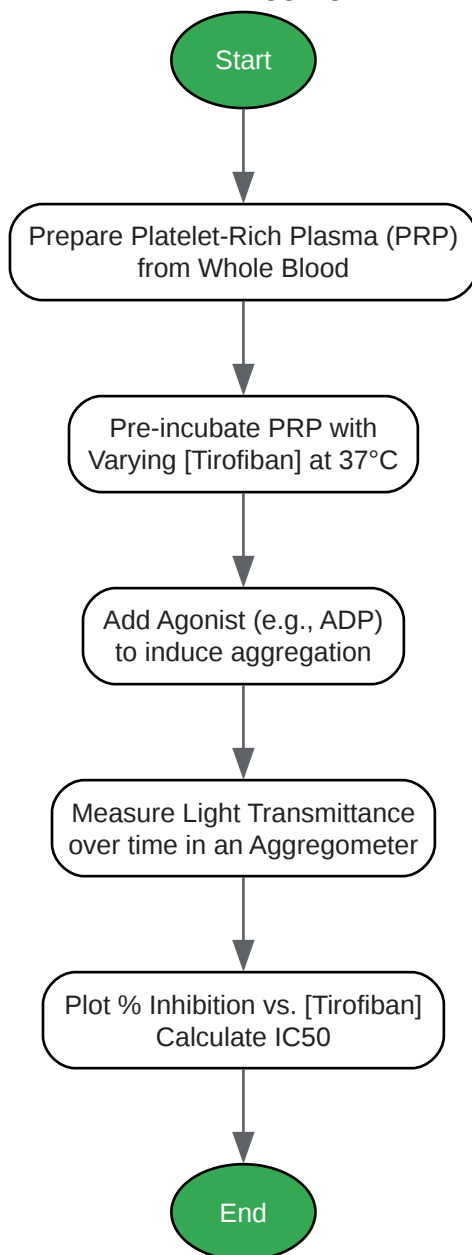 Start
Prepare Platelet-Rich Plasma (PRP)
from Whole Blood
Pre-incubate PRP with
Varying [Tirofiban] at 37°C
Add Agonist (e.g., ADP)
to induce aggregation
Measure Light Transmittance
over time in an Aggregometer
Plot % Inhibition vs. [Tirofiban]
Calculate IC50
End